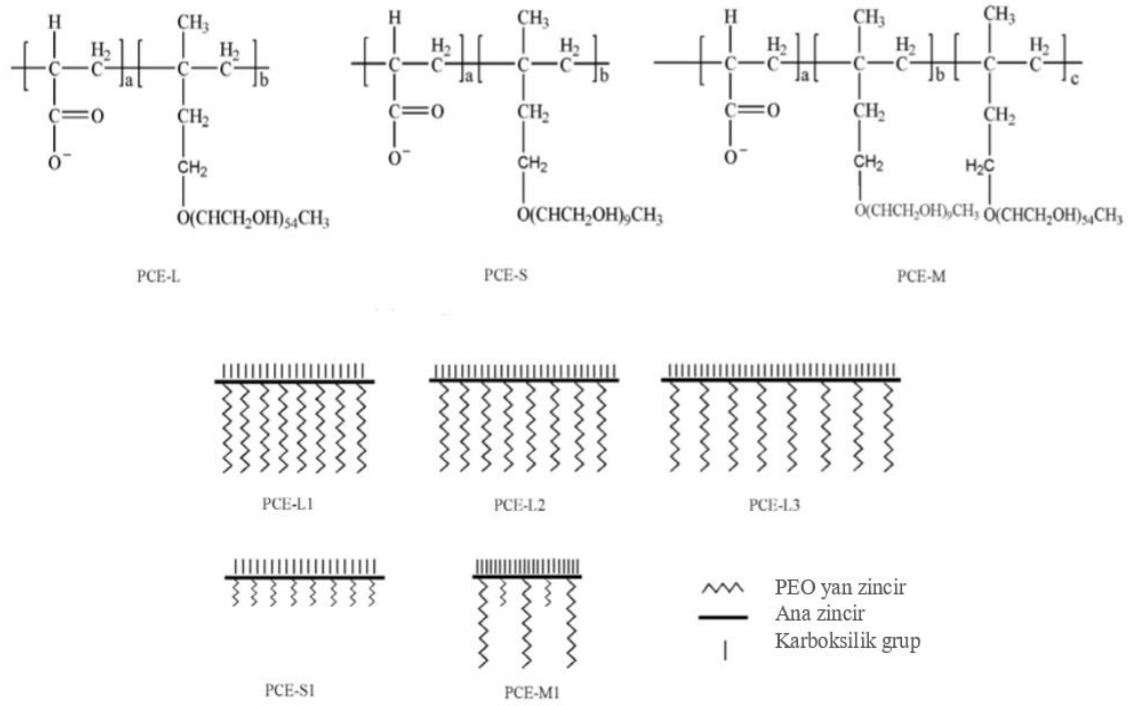 H CH₃ H CH₃ H CH₃ CH₃
H₂ H₂ H₂ H₂ H₂ H₂ H₂
C C a C C b C C a C C b C C a C C b C C c
C=O CH₂ C=O CH₂ C=O CH₂ CH₂
O⁻ CH₂ O⁻ CH₂ O⁻ CH₂ H₂C
O(CHCH₂OH)₅₄CH₃ O(CHCH₂OH)₉CH₃ O(CHCH₂OH)₉CH₃ O(CHCH₂OH)₅₄CH₃
PCE-L PCE-S PCE-M
PCE-L1 PCE-L2 PCE-L3
PEO yan zincir
Ana zincir
Karboksilik grup
PCE-S1 PCE-M1